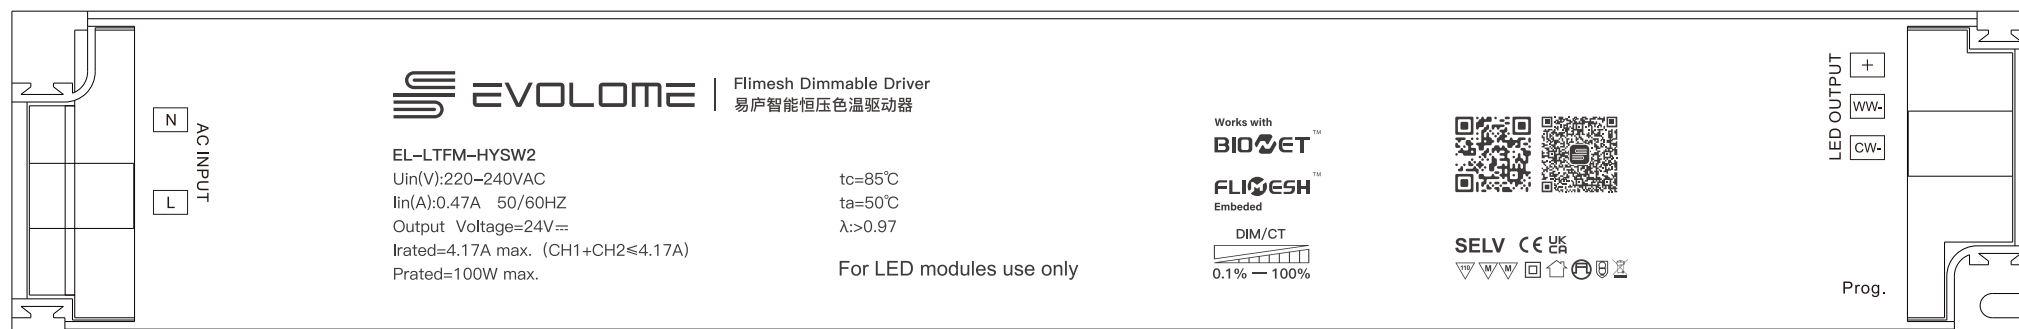 N
L
AC INPUT
EVOLOME
Flimesh Dimmable Driver
易庐智能恒压色温驱动器
EL-LTFM-HYSW2
Uin(V):220-240VAC
Iin(A):0.47A 50/60HZ
Output Voltage=24V⎓
Irated=4.17A max. (CH1+CH2≤4.17A)
Prated=100W max.
tc=85℃
ta=50℃
λ:>0.97
For LED modules use only
Works with
BIONET™
FLIMESH™
Embeded
DIM/CT
0.1% — 100%
SELV CE UKCA
110 M M
LED OUTPUT
+
WW-
CW-
Prog.